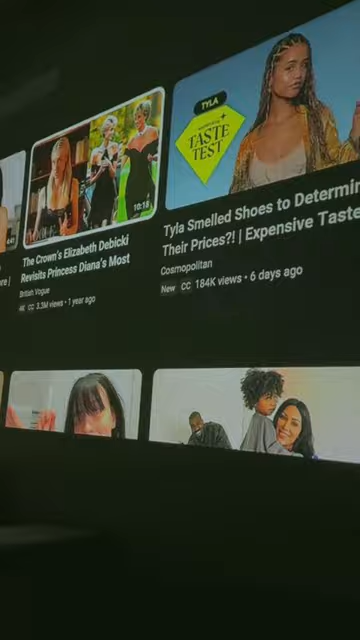 TYLA
TASTE
TEST
10:18
The Crown's Elizabeth Debicki
Revisits Princess Diana's Most
British Vogue
4K CC 3.3M views • 1 year ago
Tyla Smelled Shoes to Determin
Their Prices?! | Expensive Taste
Cosmopolitan
New CC 184K views • 6 days ago